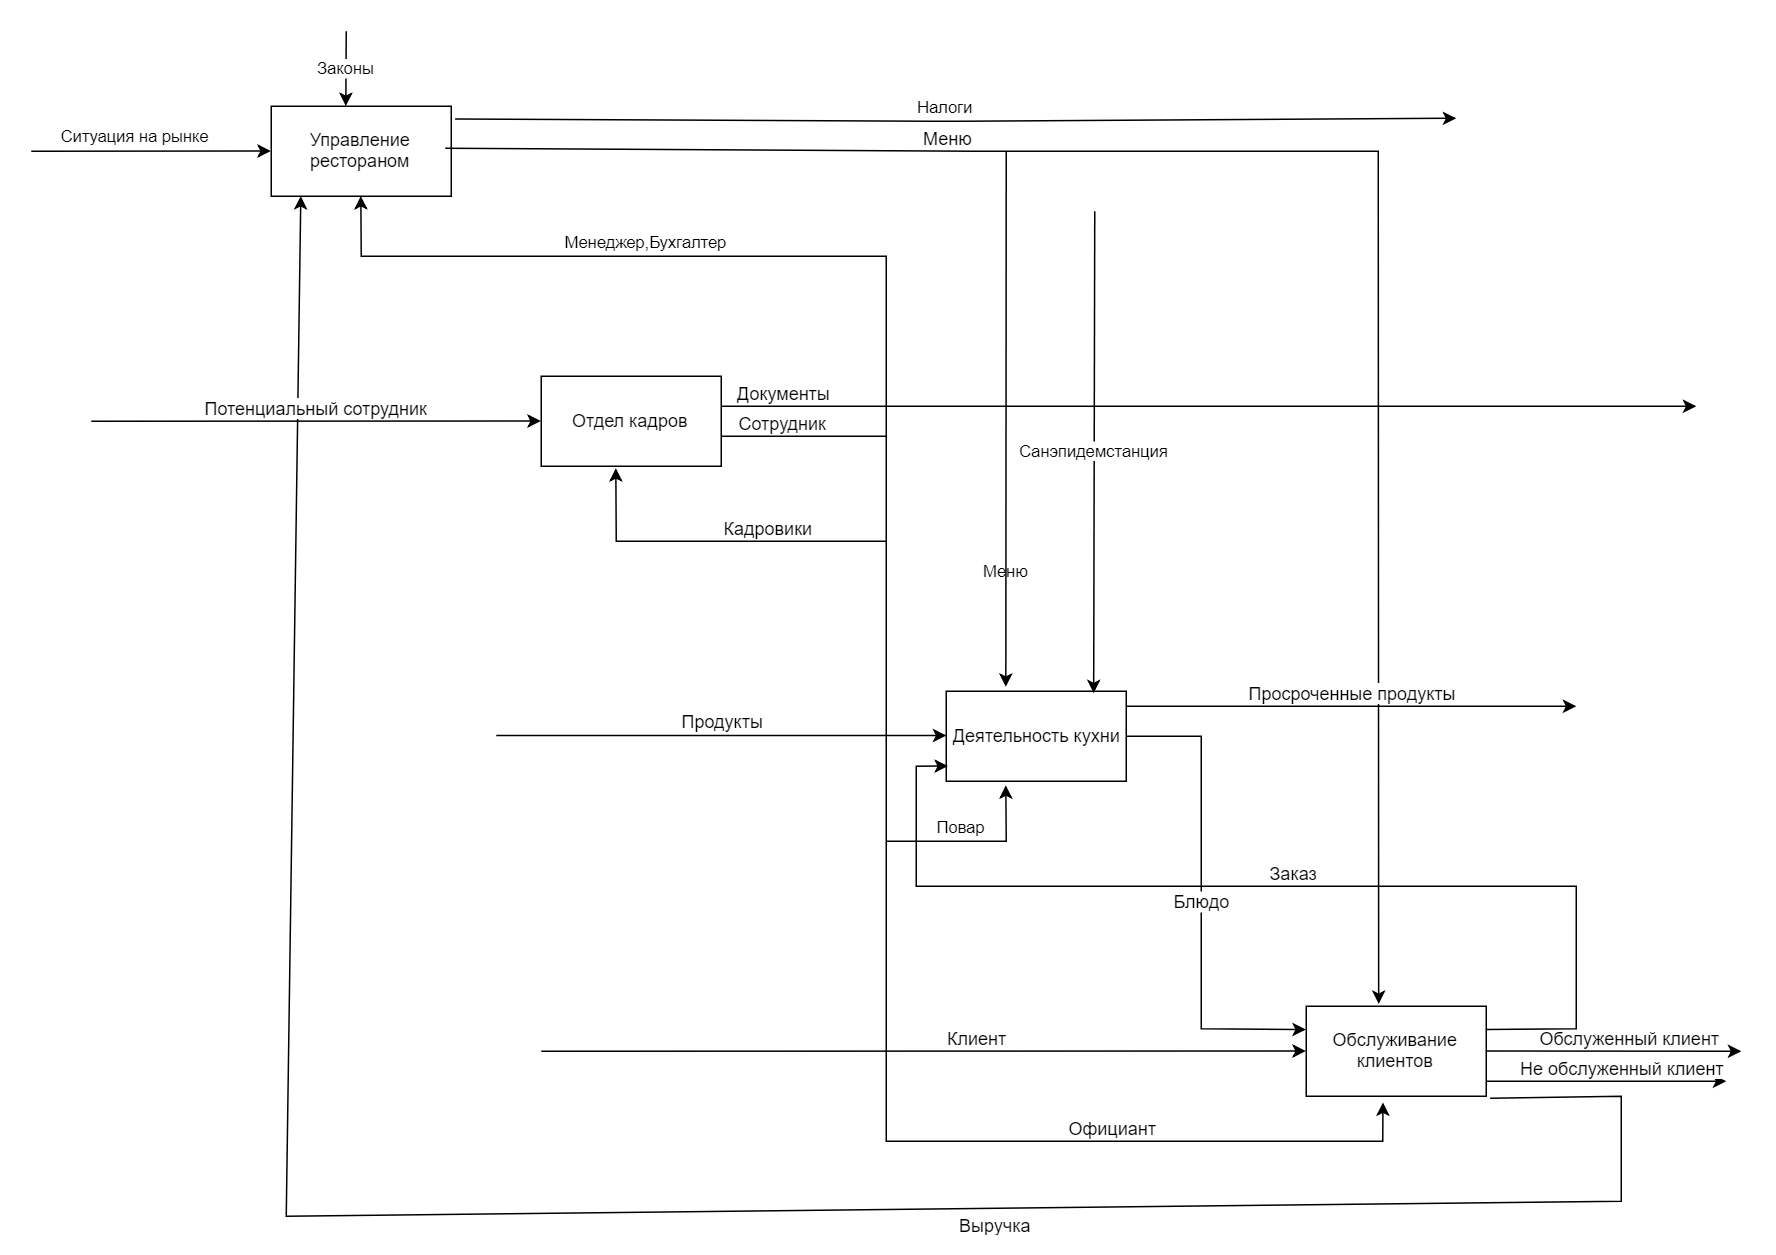 Законы
Налоги
Ситуация на рынке
Управление
рестораном
Меню
Менеджер,Бухгалтер
Документы
Потенциальный сотрудник
Отдел кадров
Сотрудник
Санэпидемстанция
Кадровики
Меню
Просроченные продукты
Продукты
Деятельность кухни
Повар
Заказ
Блюдо
Клиент
Обслуживание
клиентов
Обслуженный клиент
Не обслуженный клиент
Официант
Выручка